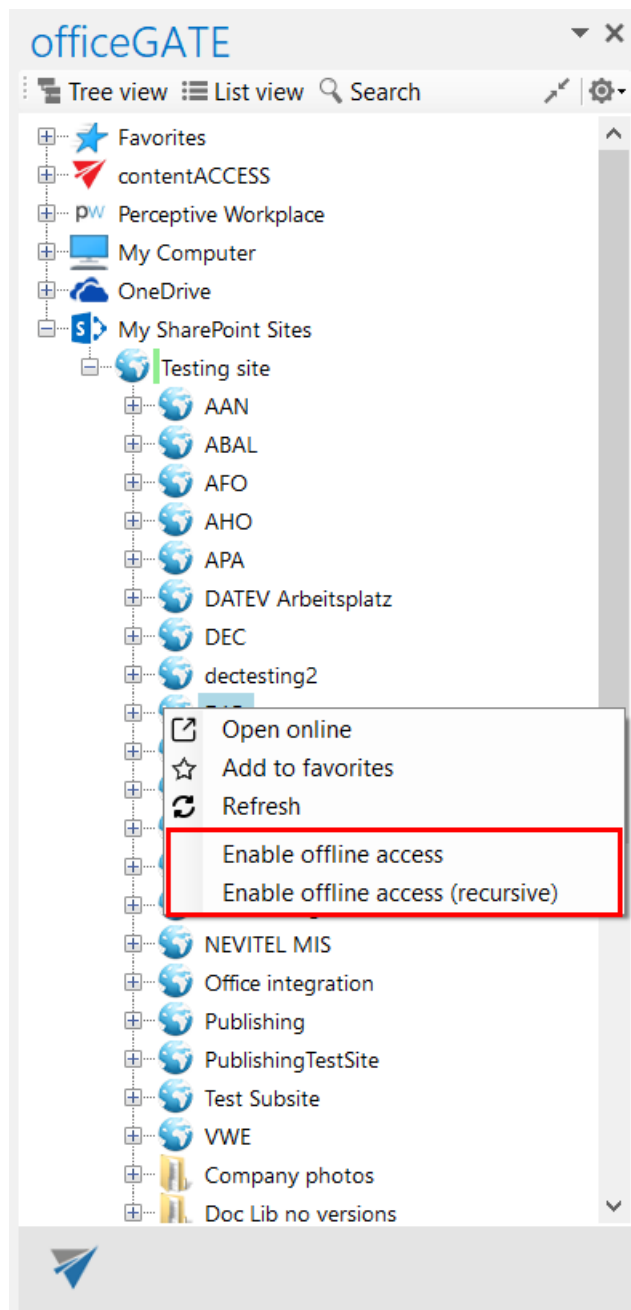 officeGATE
Tree view List view Search
Favorites
contentACCESS
pw Perceptive Workplace
My Computer
OneDrive
S My SharePoint Sites
Testing site
AAN
ABAL
AFO
AHO
APA
DATEV Arbeitsplatz
DEC
dectesting2
Open online
Add to favorites
Refresh
Enable offline access
Enable offline access (recursive)
NEVITEL MIS
Office integration
Publishing
PublishingTestSite
Test Subsite
VWE
Company photos
Doc Lib no versions